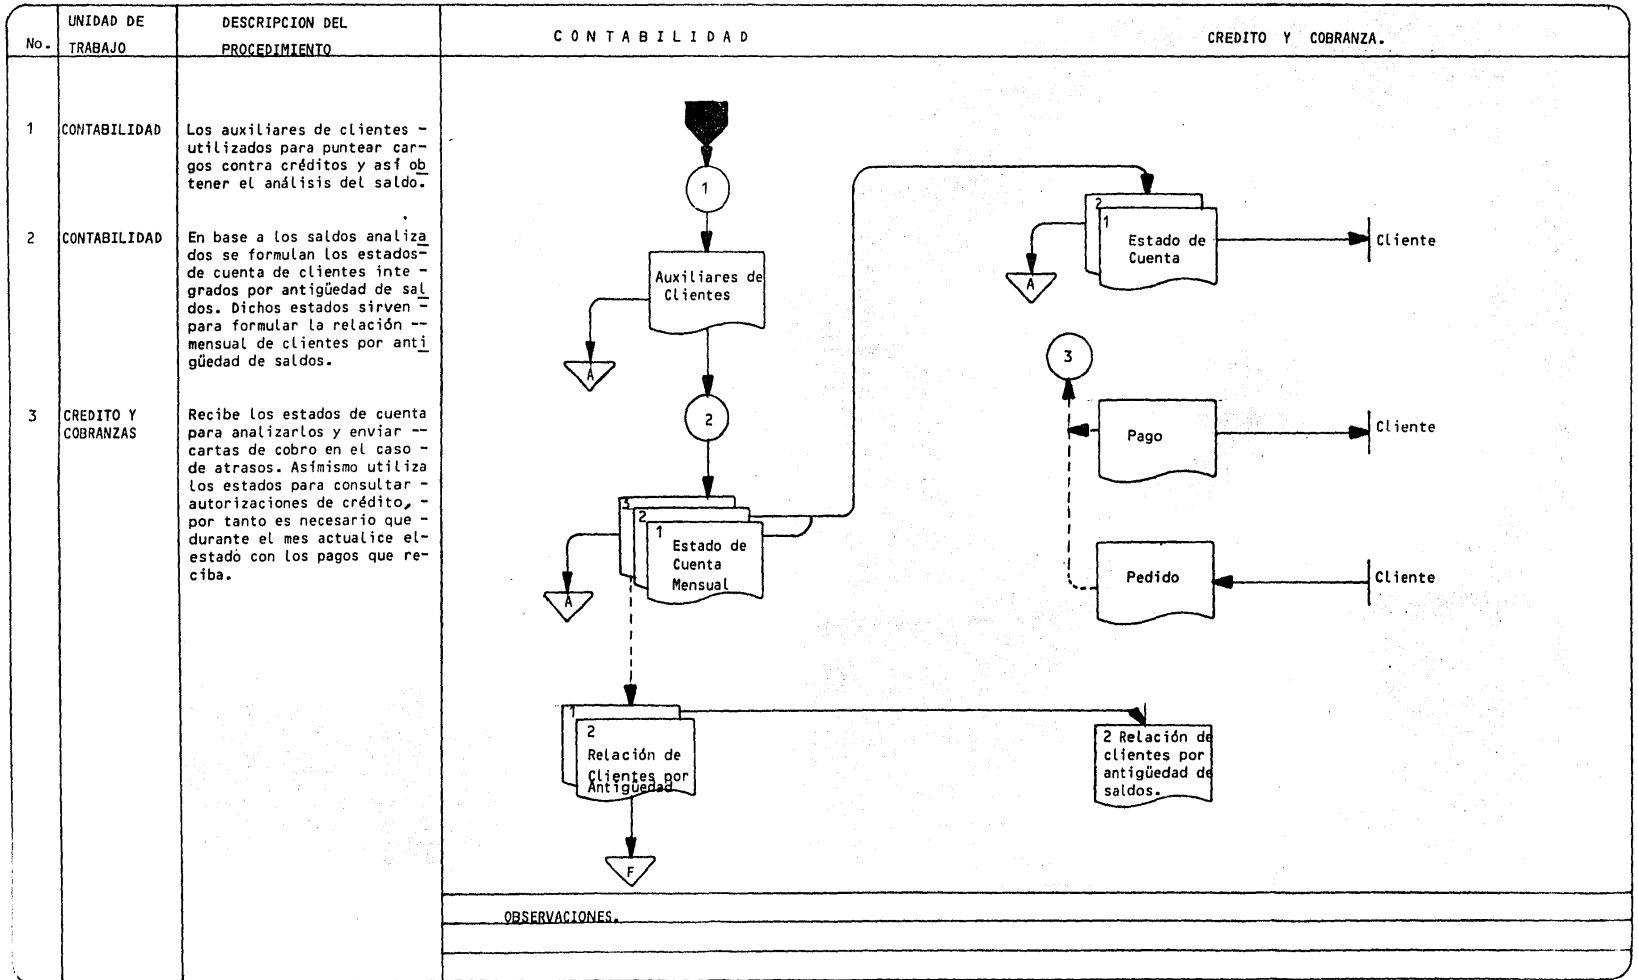 No.
UNIDAD DE
TRABAJO
DESCRIPCION DEL
PROCEDIMIENTO
C O N T A B I L I D A D
CREDITO Y COBRANZA.
1
CONTABILIDAD
Los auxiliares de clientes -
utilizados para puntear car-
gos contra créditos y así ob
tener el análisis del saldo.
2
CONTABILIDAD
En base a los saldos analiza
dos se formulan los estados-
de cuenta de clientes inte -
grados por antigüedad de sal
dos. Dichos estados sirven -
para formular la relación --
mensual de clientes por anti
güedad de saldos.
3
CREDITO Y
COBRANZAS
Recibe los estados de cuenta
para analizarlos y enviar --
cartas de cobro en el caso -
de atrasos. Asímismo utiliza
los estados para consultar -
autorizaciones de crédito, -
por tanto es necesario que -
durante el mes actualice el-
estado con los pagos que re-
ciba.
1
Auxiliares de
Clientes
A
2
3
2
1
Estado de
Cuenta
Mensual
A
1
2
Relación de
Clientes por
Antigüedad
F
2
1
Estado de
Cuenta
A
Cliente
3
Pago
Cliente
Pedido
Cliente
2 Relación de
clientes por
antigüedad de
saldos.
OBSERVACIONES.